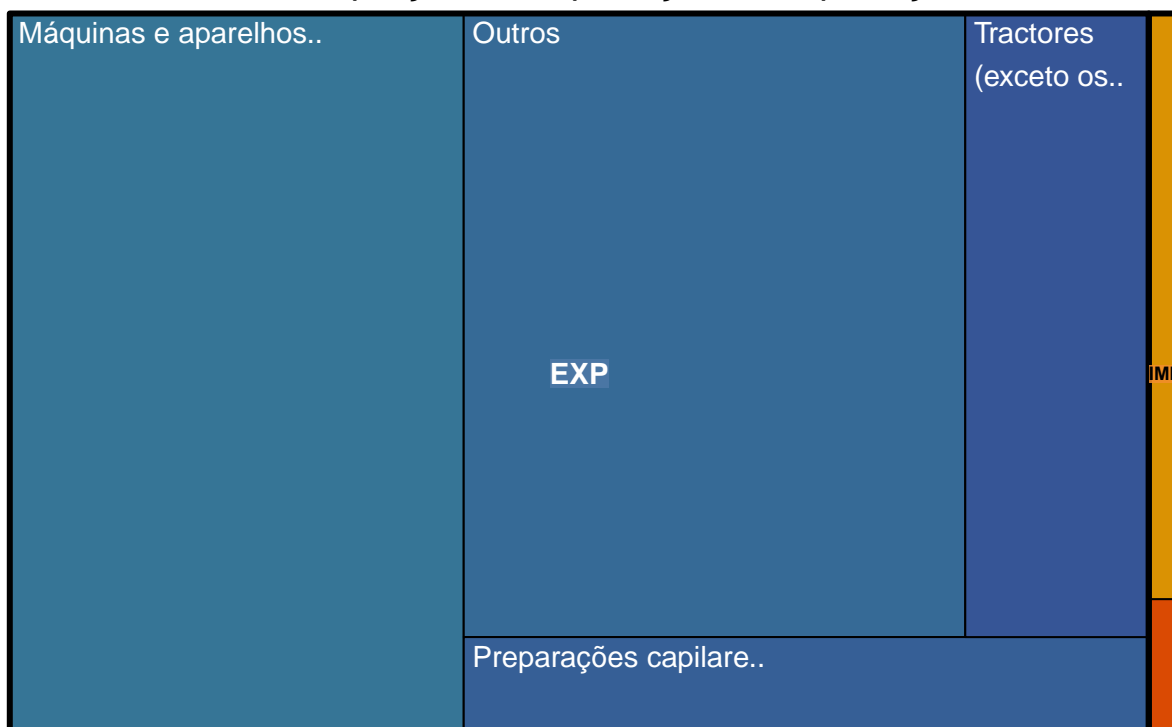 Máquinas e aparelhos..
Outros
Tractores
(exceto os..
EXP
Preparações capilare..